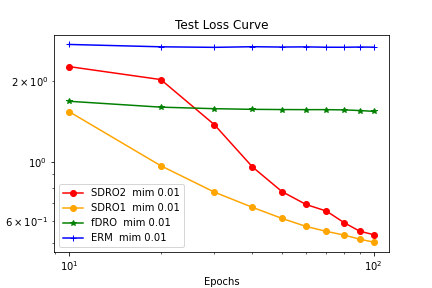 Test Loss Curve
2 × 10⁰
10⁰
6 × 10⁻¹
SDRO2 mim 0.01
SDRO1 mim 0.01
fDRO mim 0.01
ERM mim 0.01
10¹
10²
Epochs